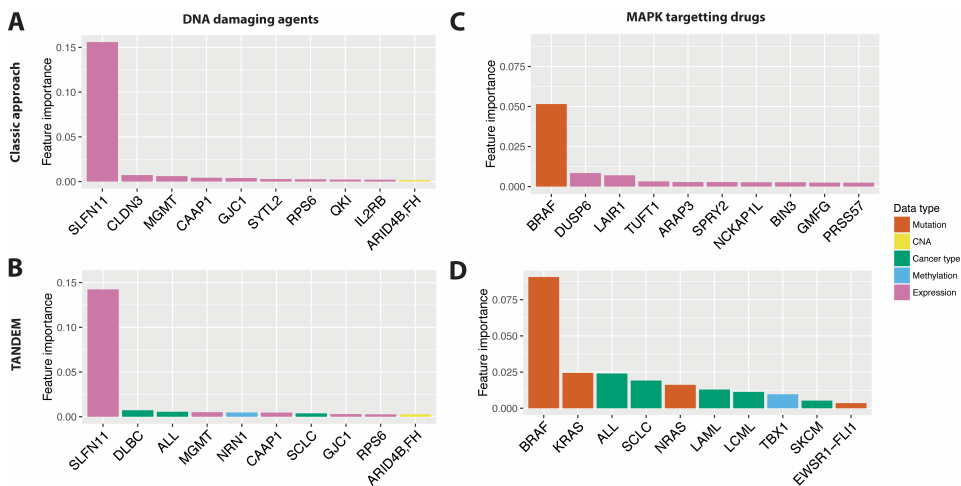 A
DNA damaging agents
Classic approach
Feature importance
0.15
0.10
0.05
0.00
SLFN11
CLDN3
MGMT
CAAP1
GJC1
SYTL2
RPS6
QKI
IL2RB
ARID4B,FH
C
MAPK targetting drugs
Feature importance
0.075
0.050
0.025
0.000
BRAF
DUSP6
LAIR1
TUFT1
ARAP3
SPRY2
NCKAP1L
BIN3
GMFG
PRSS57
Data type
Mutation
CNA
Cancer type
Methylation
Expression
B
TANDEM
Feature importance
0.15
0.10
0.05
0.00
SLFN11
DLBC
ALL
MGMT
NRN1
CAAP1
SCLC
GJC1
RPS6
ARID4B,FH
D
Feature importance
0.075
0.050
0.025
0.000
BRAF
KRAS
ALL
SCLC
NRAS
LAML
LCML
TBX1
SKCM
EWSR1−FLI1